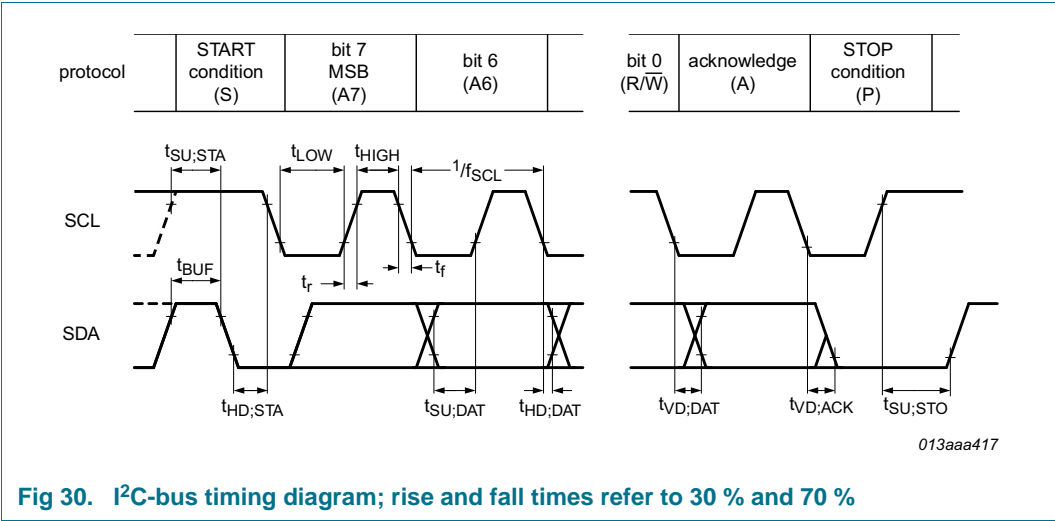 protocol
START
condition
(S)
bit 7
MSB
(A7)
bit 6
(A6)
bit 0
(R/W̅)
acknowledge
(A)
STOP
condition
(P)
tSU;STA
tLOW
tHIGH
1/fSCL
SCL
tBUF
tr
tf
SDA
tHD;STA
tSU;DAT
tHD;DAT
tVD;DAT
tVD;ACK
tSU;STO
013aaa417
Fig 30. I²C-bus timing diagram; rise and fall times refer to 30 % and 70 %